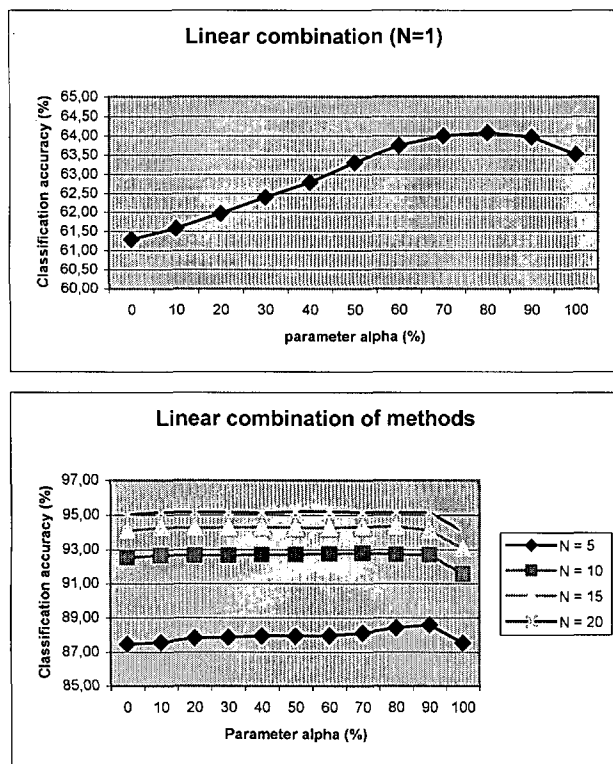 Linear combination (N=1)
Classification accuracy (%)
65,00
64,50
64,00
63,50
63,00
62,50
62,00
61,50
61,00
60,50
60,00
0 10 20 30 40 50 60 70 80 90 100
parameter alpha (%)
Linear combination of methods
Classification accuracy (%)
97,00
95,00
93,00
91,00
89,00
87,00
85,00
0 10 20 30 40 50 60 70 80 90 100
Parameter alpha (%)
N = 5
N = 10
N = 15
N = 20